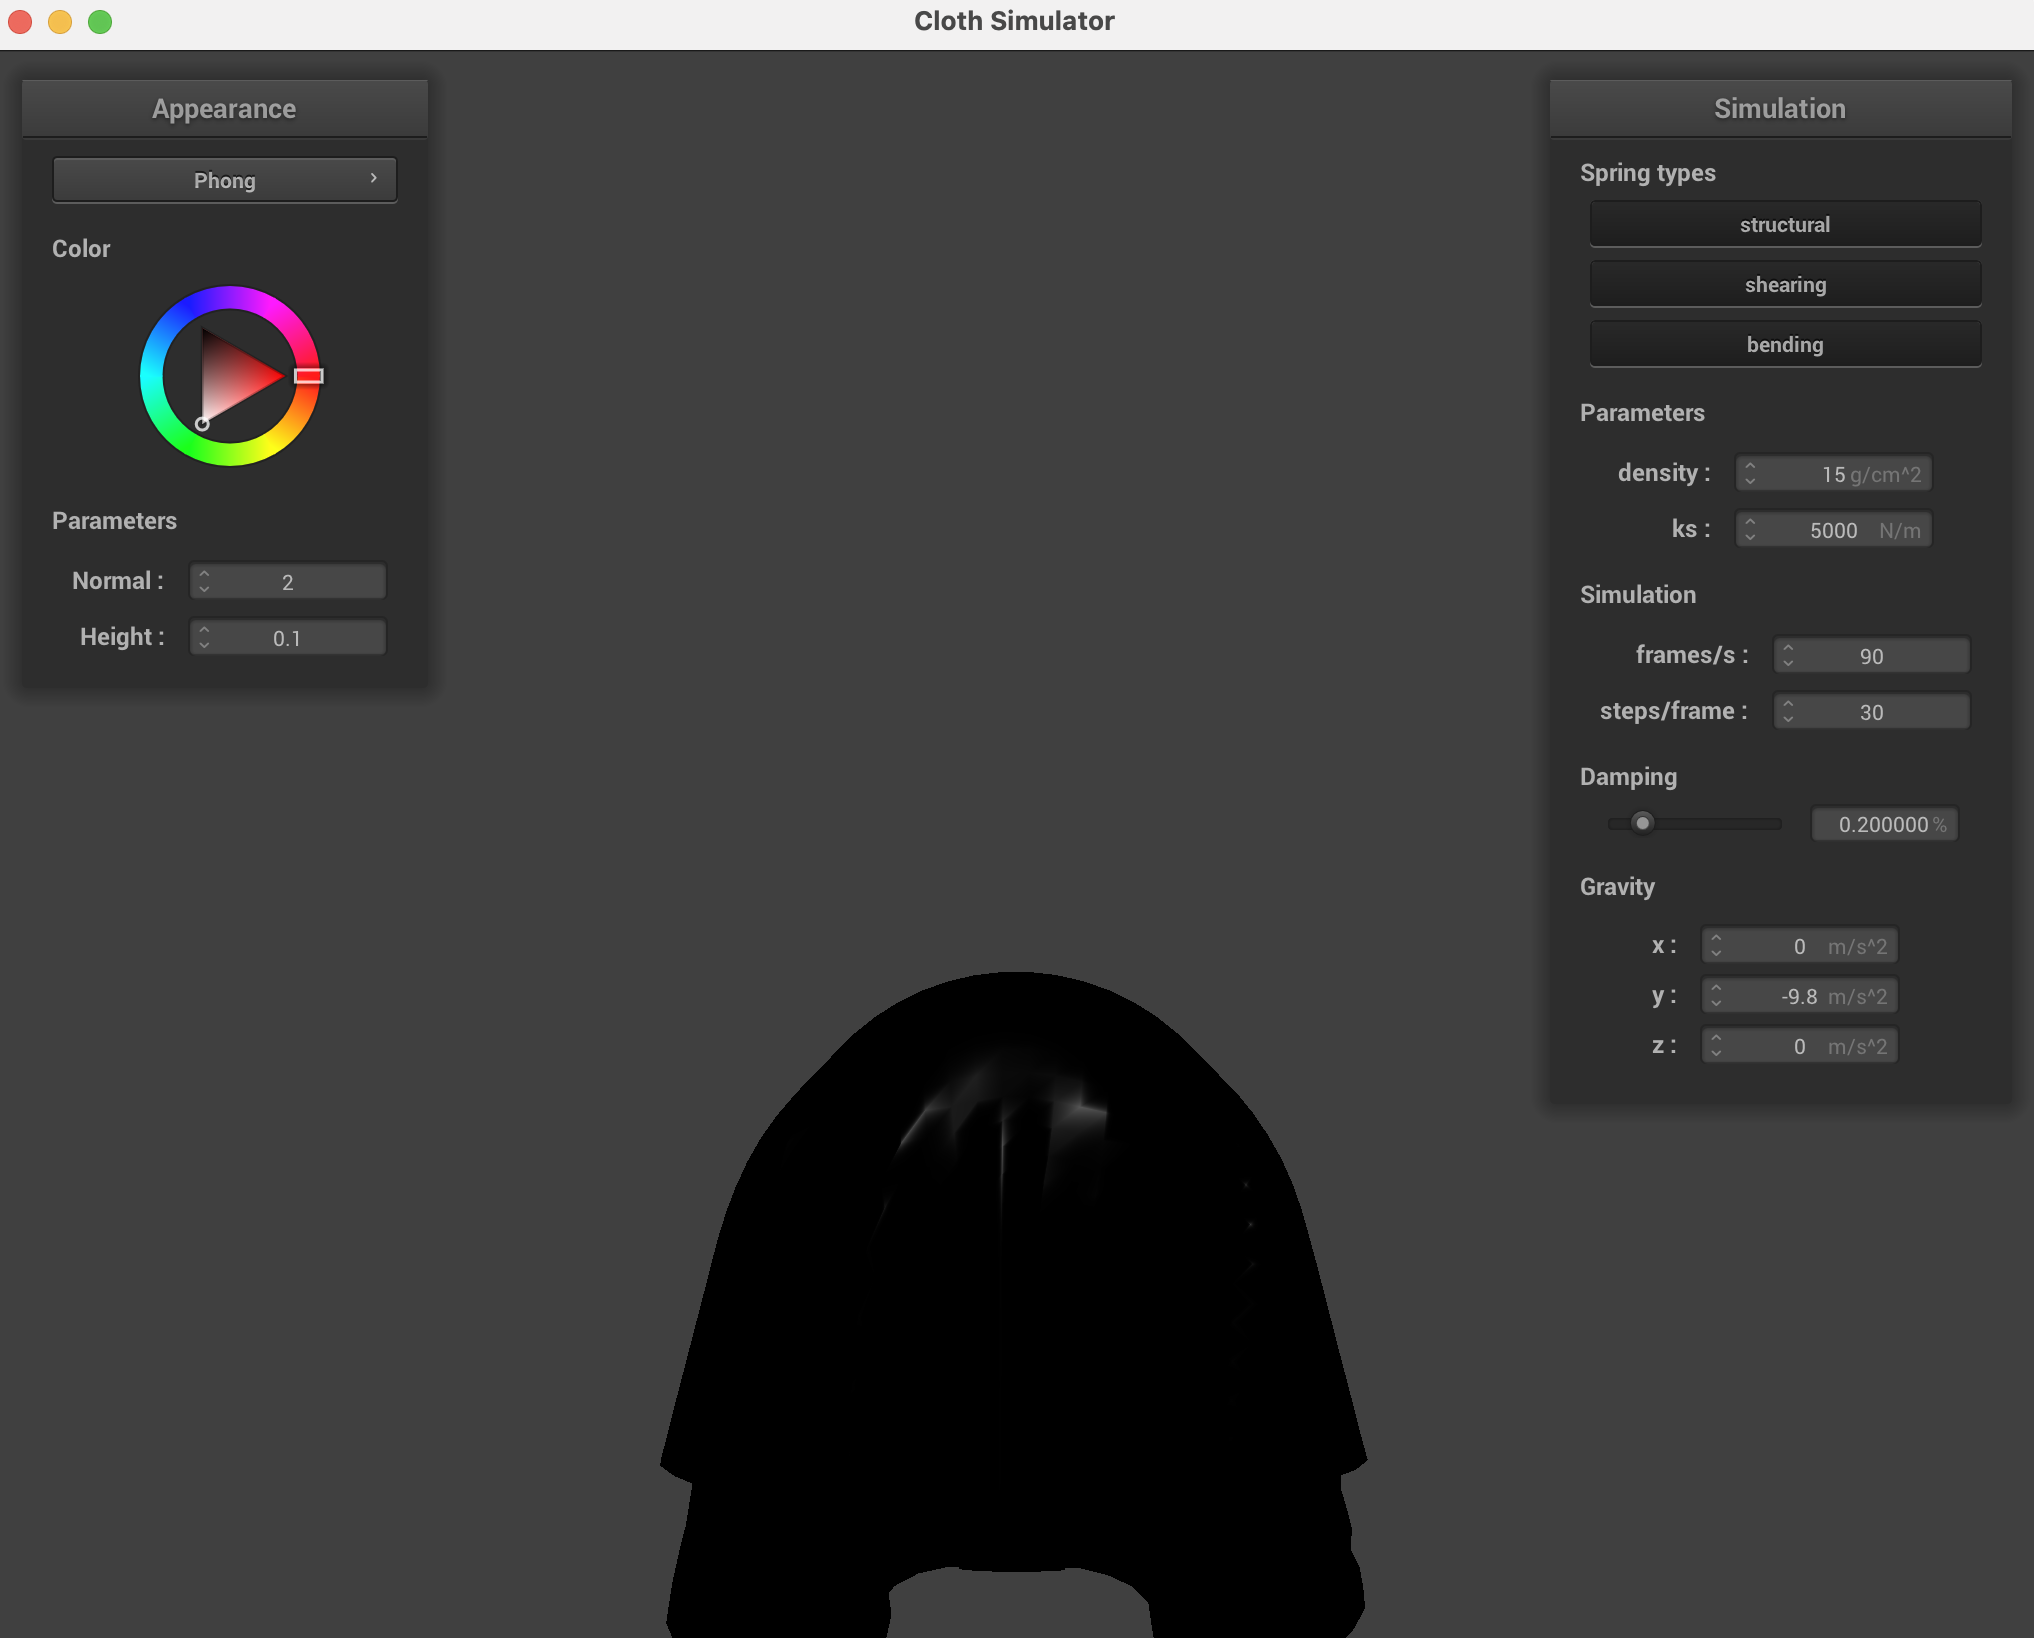 Cloth Simulator
Appearance
Phong
Color
Parameters
Normal : 2
Height : 0.1
Simulation
Spring types
structural
shearing
bending
Parameters
density : 15 g/cm^2
ks : 5000 N/m
Simulation
frames/s : 90
steps/frame : 30
Damping
0.200000 %
Gravity
x : 0 m/s^2
y : -9.8 m/s^2
z : 0 m/s^2